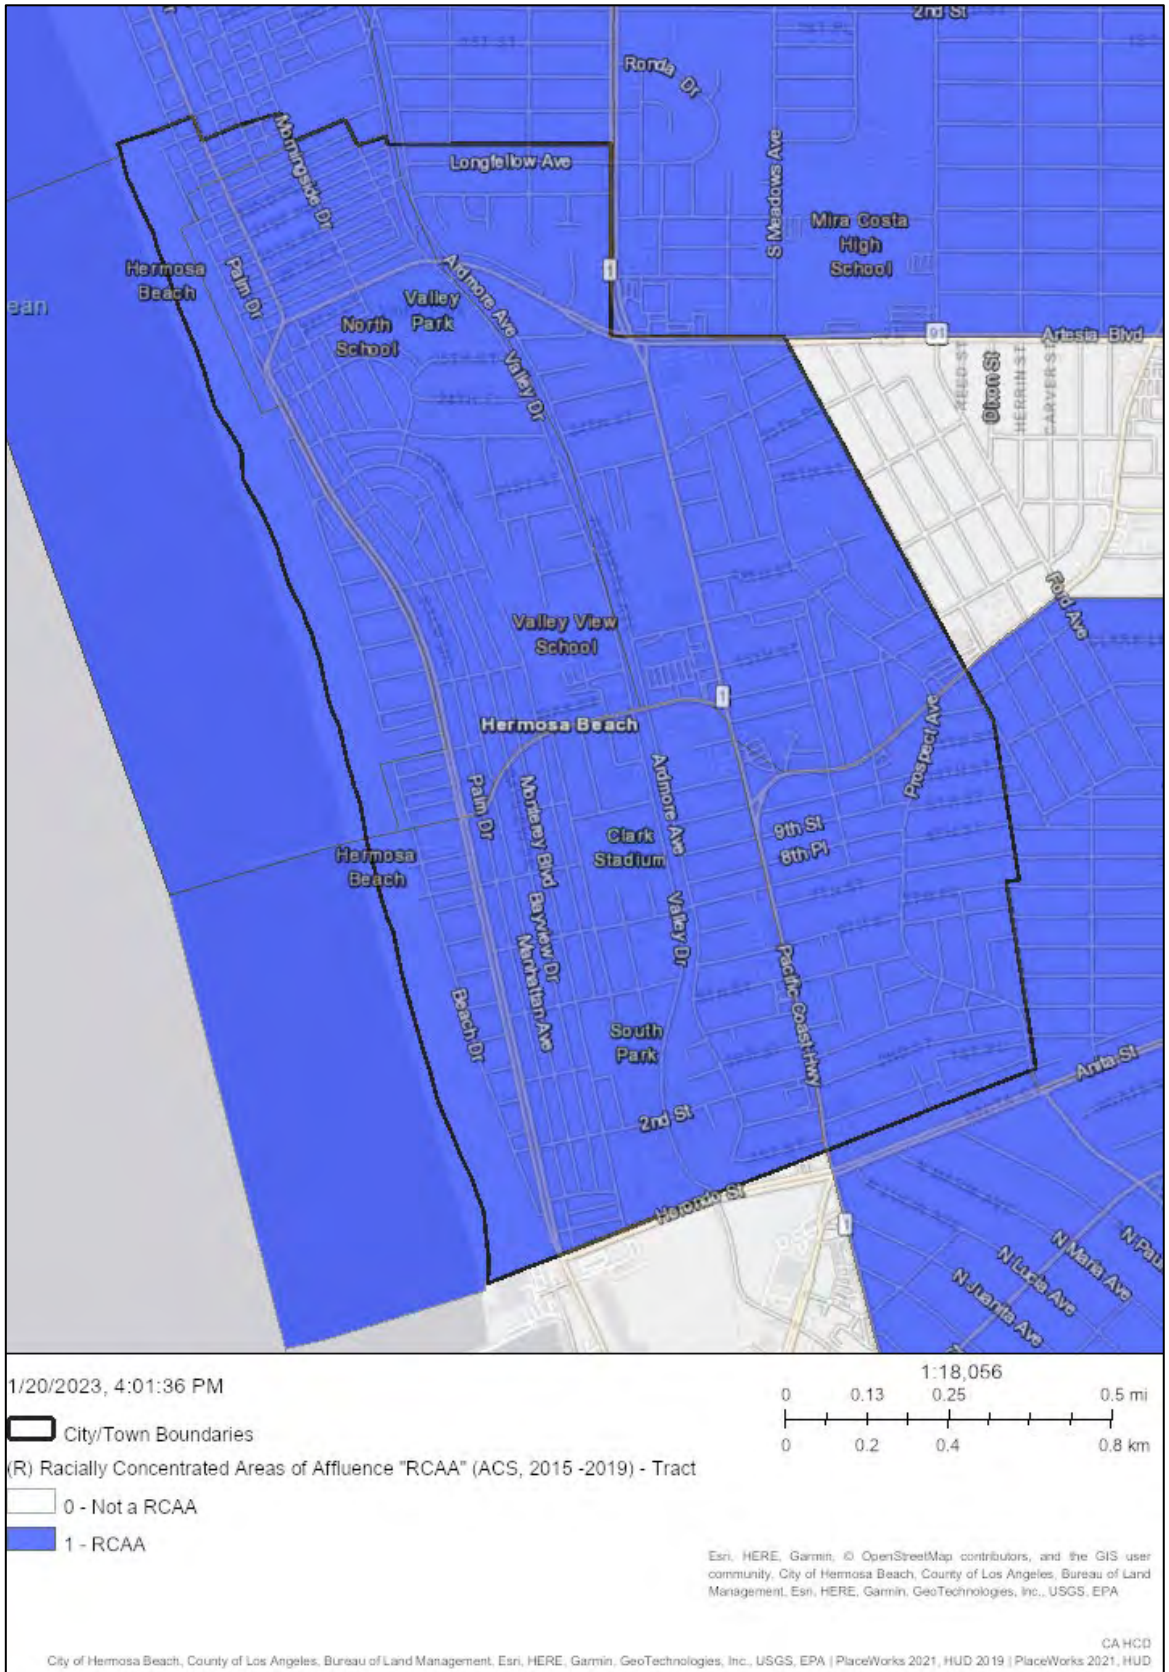 2nd St
Ronda Dr
Morningside Dr
Longfellow Ave
S Meadows Ave
Mira Costa
High
School
Hermosa
Beach
Palm Dr
ean
Valley
Park
North
School
Ardmore Ave
Valley Dr
1
91
Artesia Blvd
REED ST
Dixon St
HERRIN ST
CARVER ST
Ford Ave
Valley View
School
1
Hermosa Beach
Prospect Ave
Palm Dr
Monterey Blvd
Ardmore Ave
Clark
Stadium
9th St
8th Pl
Hermosa
Beach
Bayview Dr
Manhattan Ave
Valley Dr
Pacific Coast Hwy
Beach Dr
South
Park
2nd St
Anita St
Herondo St
1
N Juanita Ave
N Lucia Ave
N Maria Ave
N Pau
1/20/2023, 4:01:36 PM
City/Town Boundaries
(R) Racially Concentrated Areas of Affluence "RCAA" (ACS, 2015 -2019) - Tract
0 - Not a RCAA
1 - RCAA
1:18,056
0 0.13 0.25 0.5 mi
0 0.2 0.4 0.8 km
Esri, HERE, Garmin, © OpenStreetMap contributors, and the GIS user
community, City of Hermosa Beach, County of Los Angeles, Bureau of Land
Management, Esri, HERE, Garmin, GeoTechnologies, Inc., USGS, EPA
CA HCD
City of Hermosa Beach, County of Los Angeles, Bureau of Land Management, Esri, HERE, Garmin, GeoTechnologies, Inc., USGS, EPA | PlaceWorks 2021, HUD 2019 | PlaceWorks 2021, HUD